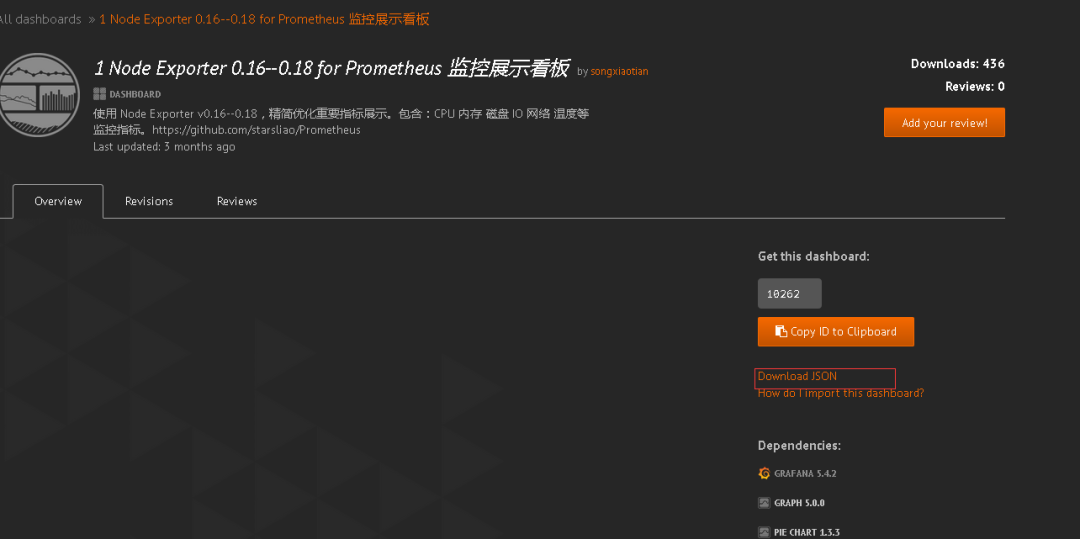 All dashboards » 1 Node Exporter 0.16--0.18 for Prometheus 监控展示看板
1 Node Exporter 0.16--0.18 for Prometheus 监控展示看板 by songxiaotian
DASHBOARD
使用 Node Exporter v0.16--0.18，精简优化重要指标展示。包含：CPU 内存 磁盘 IO 网络 温度等
监控指标。https://github.com/starsliao/Prometheus
Last updated: 3 months ago
Downloads: 436
Reviews: 0
Add your review!
Overview Revisions Reviews
Get this dashboard:
10262
Copy ID to Clipboard
Download JSON
How do I import this dashboard?
Dependencies:
GRAFANA 5.4.2
GRAPH 5.0.0
PIE CHART 1.3.3